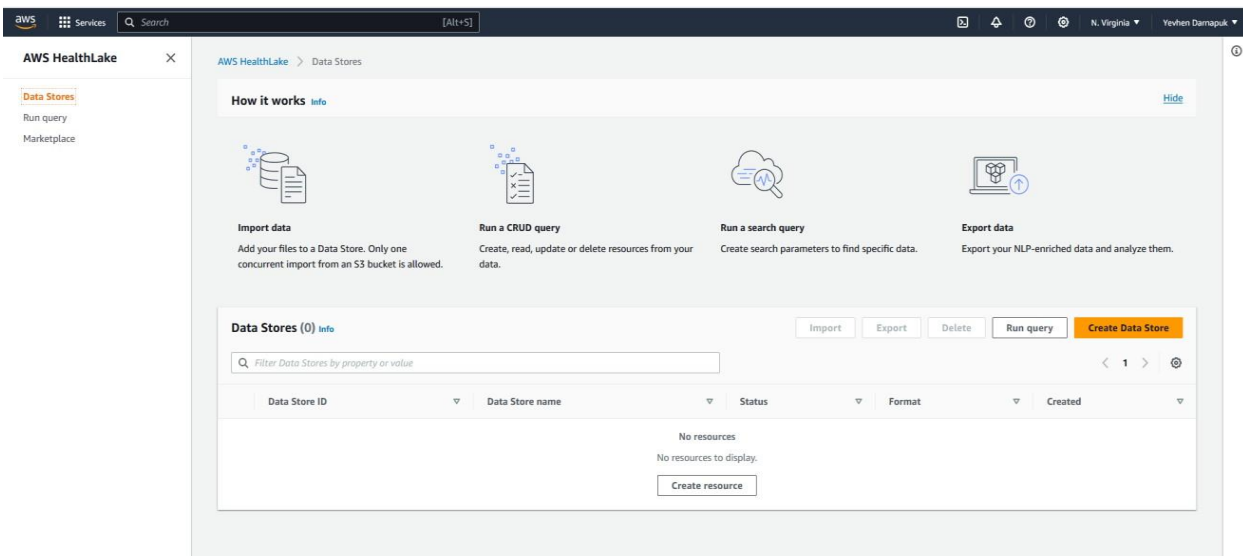 aws
Services
Search
[Alt+S]
N. Virginia
Yevhen Darnapuk
AWS HealthLake
Data Stores
Run query
Marketplace
AWS HealthLake > Data Stores
How it works Info
Hide
Import data
Add your files to a Data Store. Only one
concurrent import from an S3 bucket is allowed.
Run a CRUD query
Create, read, update or delete resources from your
data.
Run a search query
Create search parameters to find specific data.
Export data
Export your NLP-enriched data and analyze them.
Data Stores (0) Info
Import
Export
Delete
Run query
Create Data Store
Filter Data Stores by property or value
< 1 >
Data Store ID
Data Store name
Status
Format
Created
No resources
No resources to display.
Create resource